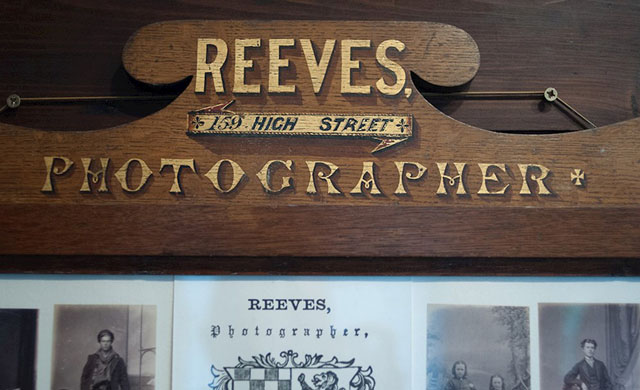 REEVES,
159 HIGH STREET
PHOTOGRAPHER
REEVES,
Photographer,